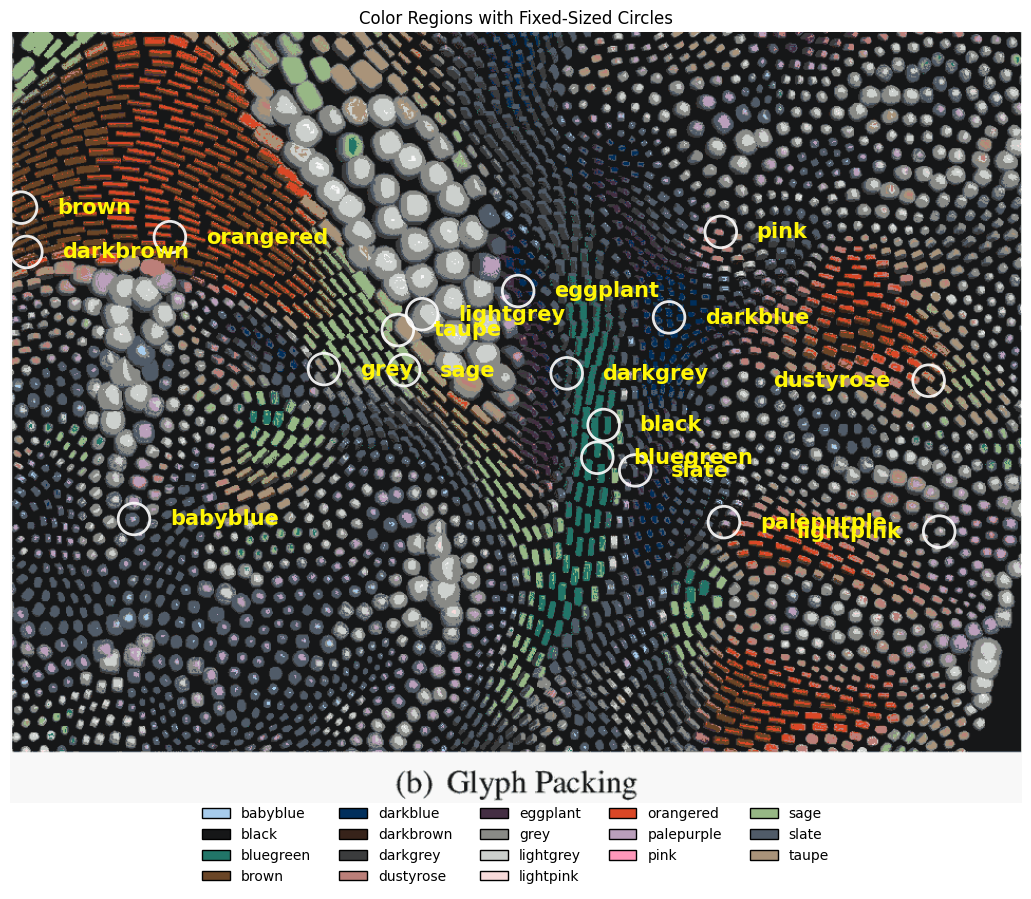 Color Regions with Fixed-Sized Circles
brown
orangered
darkbrown
pink
eggplant
lightgrey
darkblue
taupe
grey
sage
darkgrey
dustyrose
black
bluegreen
slate
babyblue
palepurple
lightpink
(b) Glyph Packing
babyblue darkblue eggplant orangered sage
black darkbrown grey palepurple slate
bluegreen darkgrey lightgrey pink taupe
brown dustyrose lightpink